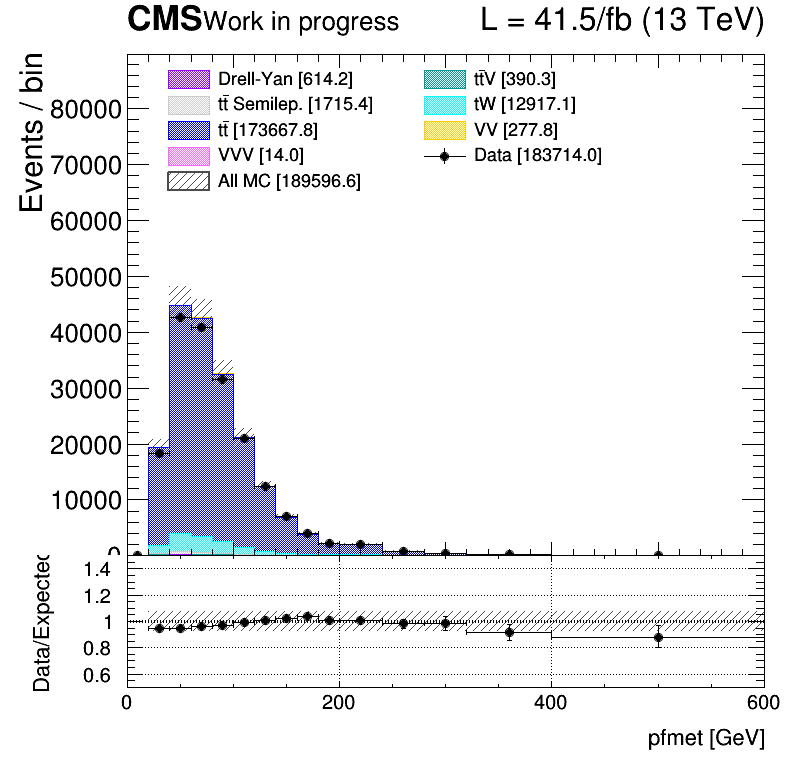 CMS Work in progress L = 41.5/fb (13 TeV)
Events / bin
Drell-Yan [614.2]
tt̄ Semilep. [1715.4]
tt̄ [173667.8]
VVV [14.0]
All MC [189596.6]
tt̄V [390.3]
tW [12917.1]
VV [277.8]
Data [183714.0]
80000
70000
60000
50000
40000
30000
20000
10000
0
Data/Expected
1.4
1.2
1
0.8
0.6
0 200 400 600
pfmet [GeV]